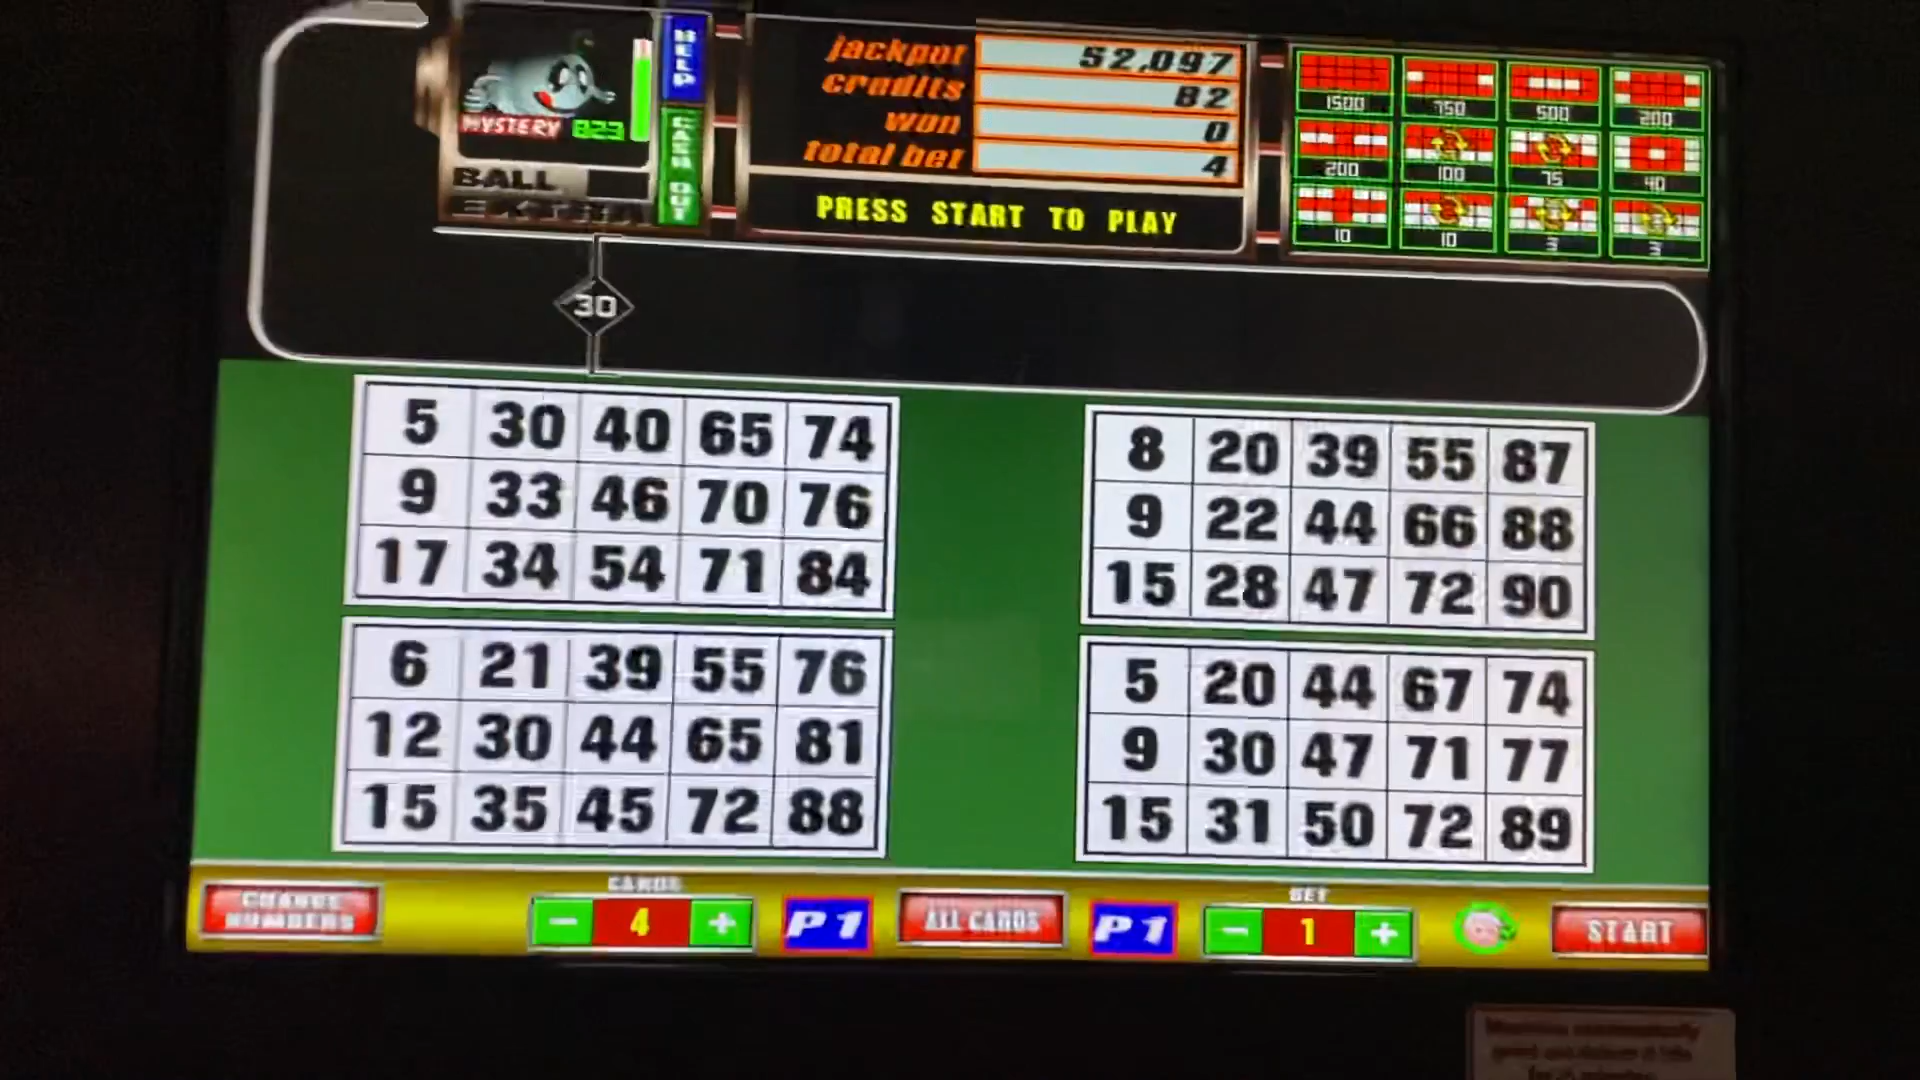 HELP
CASH OUT
MYSTERY 823
BALL
EXTRA
jackpot 52,097
credits 82
won 0
total bet 4
PRESS START TO PLAY
1500 750 500 200
200 100 75 40
10 10 3 3
30
5 30 40 65 74
9 33 46 70 76
17 34 54 71 84
8 20 39 55 87
9 22 44 66 88
15 28 47 72 90
6 21 39 55 76
12 30 44 65 81
15 35 45 72 88
5 20 44 67 74
9 30 47 71 77
15 31 50 72 89
CHANGE NUMBERS
CARDS
- 4 +
P1
ALL CARDS
P1
BET
- 1 +
START